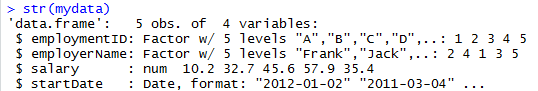 > str(mydata)
'data.frame':   5 obs. of  4 variables:
 $ employmentID: Factor w/ 5 levels "A","B","C","D",..: 1 2 3 4 5
 $ employerName: Factor w/ 5 levels "Frank","Jack",..: 2 4 1 3 5
 $ salary      : num  10.2 32.7 45.6 57.9 35.4
 $ startDate   : Date, format: "2012-01-02" "2011-03-04" ...